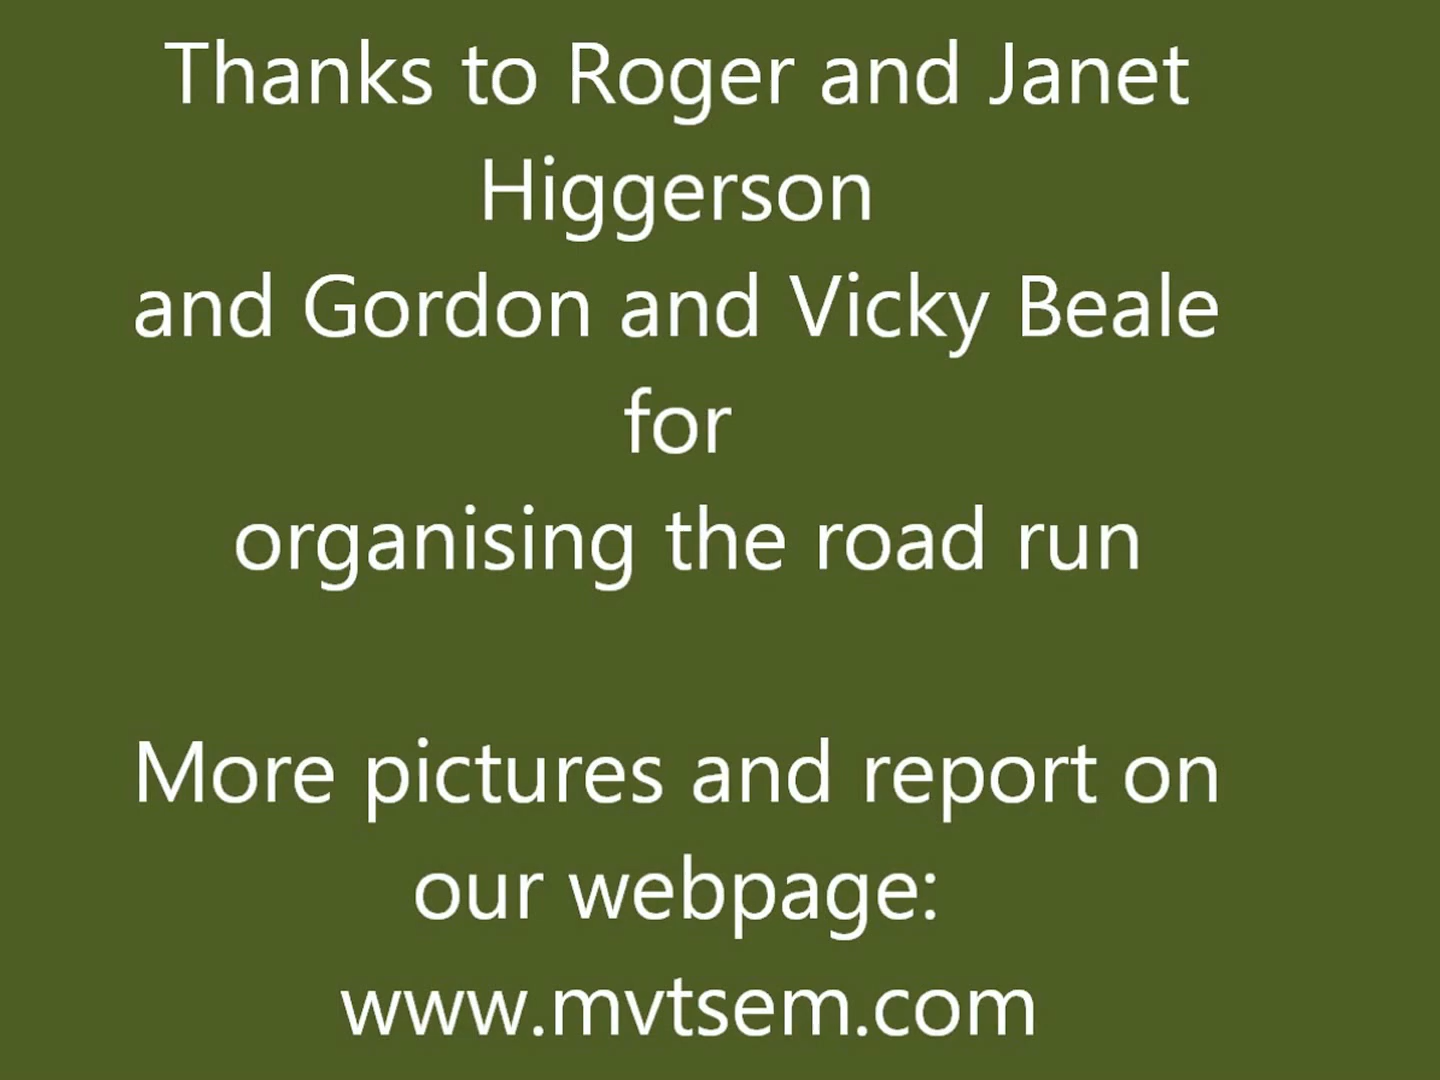 Thanks to Roger and Janet
Higgerson
and Gordon and Vicky Beale
for
organising the road run
More pictures and report on
our webpage:
www.mvtsem.com